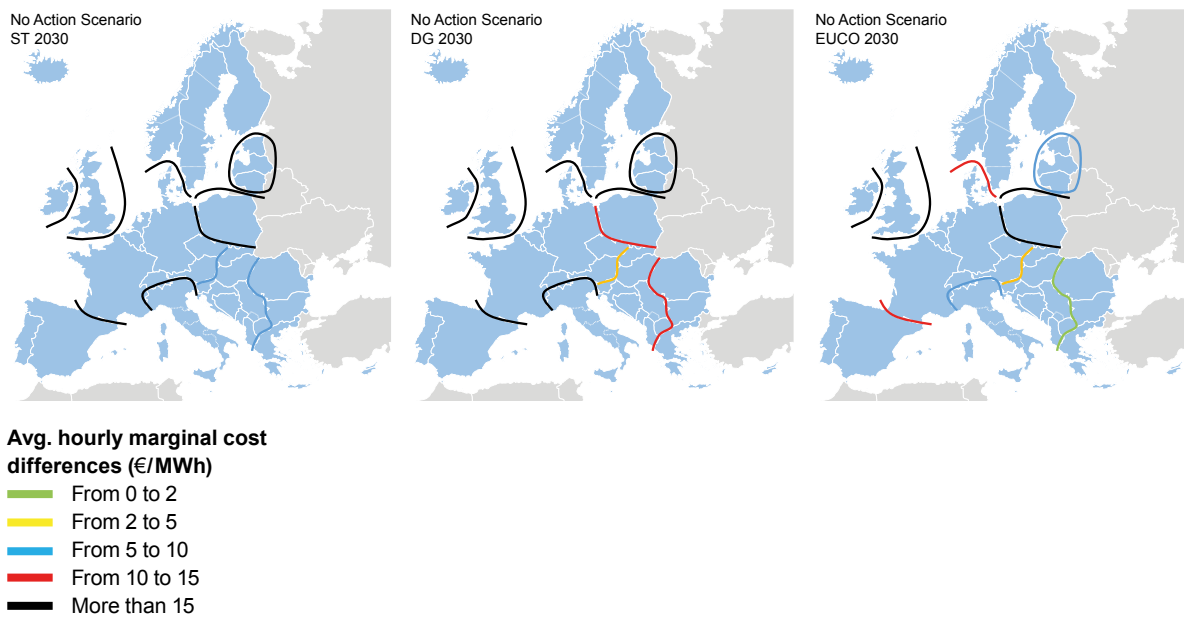 No Action Scenario
ST 2030
No Action Scenario
DG 2030
No Action Scenario
EUCO 2030
Avg. hourly marginal cost
differences (€/MWh)
From 0 to 2
From 2 to 5
From 5 to 10
From 10 to 15
More than 15